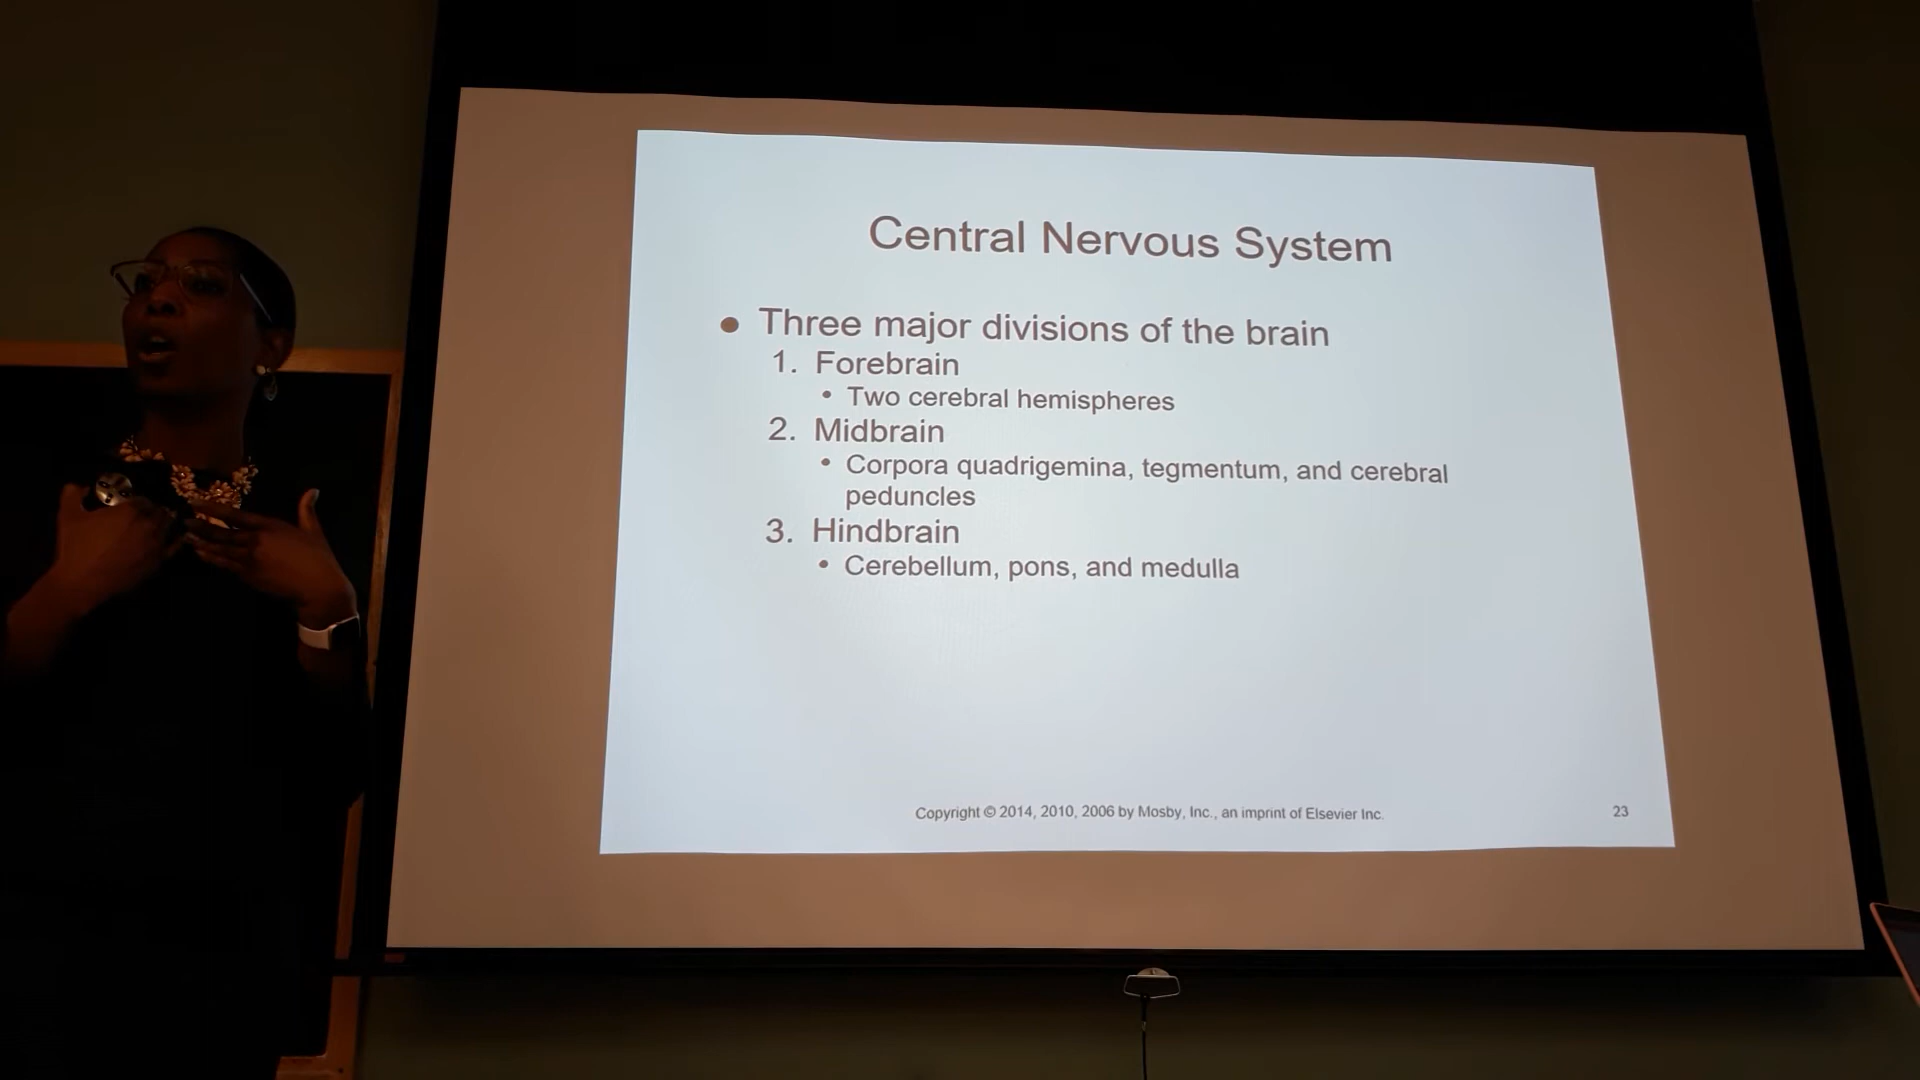 Central Nervous System
• Three major divisions of the brain
1. Forebrain
• Two cerebral hemispheres
2. Midbrain
• Corpora quadrigemina, tegmentum, and cerebral
peduncles
3. Hindbrain
• Cerebellum, pons, and medulla
Copyright © 2014, 2010, 2006 by Mosby, Inc., an imprint of Elsevier Inc.
23